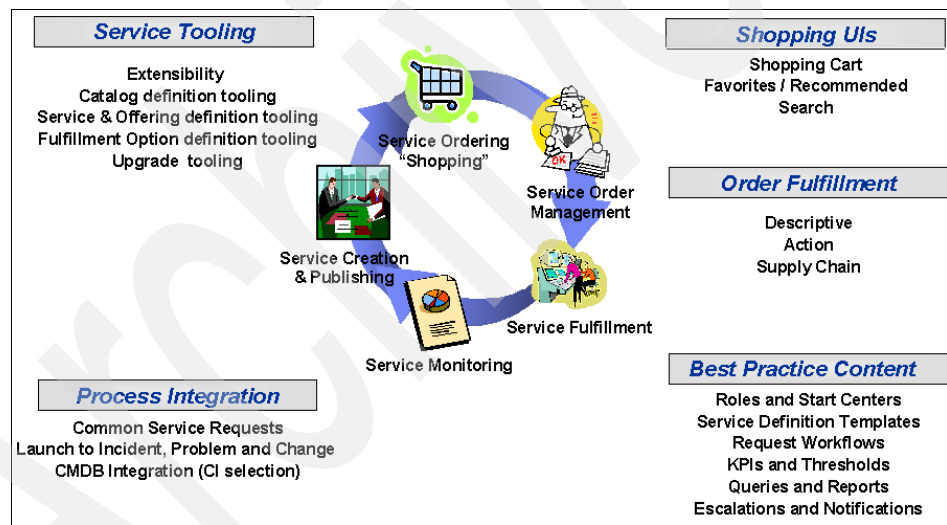 Service Tooling
Extensibility
Catalog definition tooling
Service & Offering definition tooling
Fulfillment Option definition tooling
Upgrade tooling
Shopping UIs
Shopping Cart
Favorites / Recommended
Search
Service Ordering
“Shopping”
OK
Service Order
Management
Order Fulfillment
Descriptive
Action
Supply Chain
Service Creation
& Publishing
Service Fulfillment
Service Monitoring
Process Integration
Common Service Requests
Launch to Incident, Problem and Change
CMDB Integration (CI selection)
Best Practice Content
Roles and Start Centers
Service Definition Templates
Request Workflows
KPIs and Thresholds
Queries and Reports
Escalations and Notifications